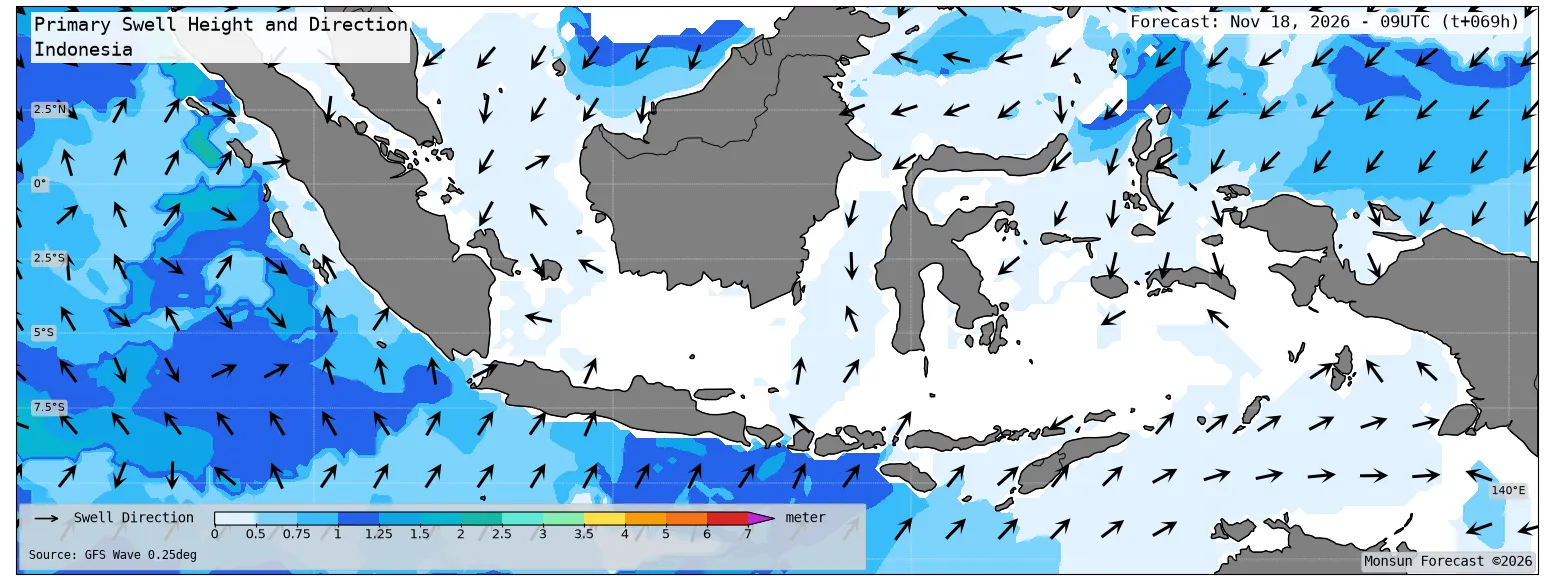 Primary Swell Height and Direction
Indonesia
Forecast: Nov 18, 2026 - 09UTC (t+069h)
2.5°N
0°
2.5°S
5°S
7.5°S
140°E
Swell Direction
0 0.5 0.75 1 1.25 1.5 2 2.5 3 3.5 4 5 6 7 meter
Source: GFS Wave 0.25deg
Monsun Forecast ©2026